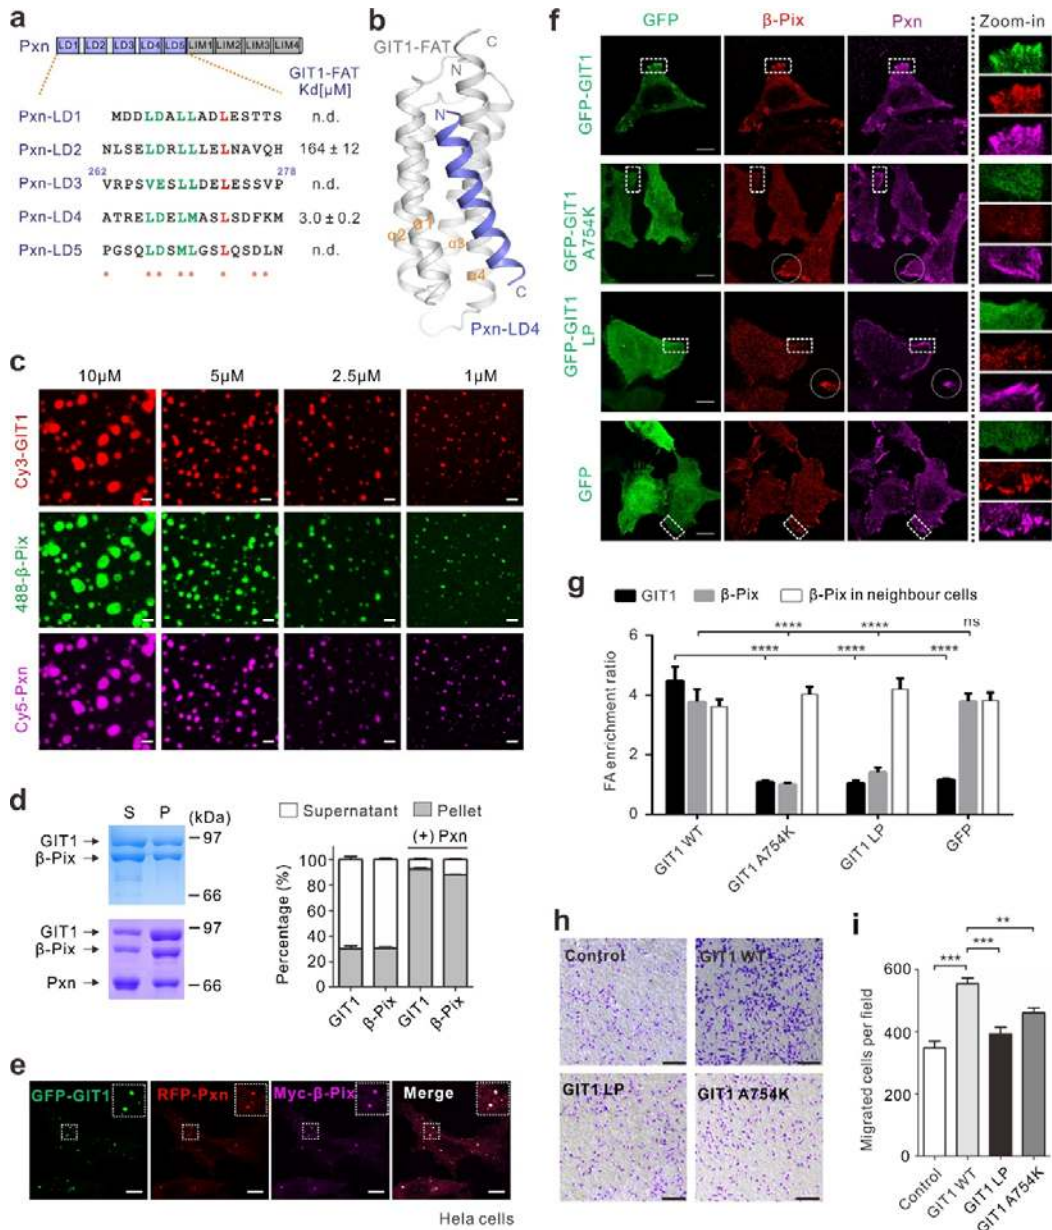 a
Pxn LD1 LD2 LD3 LD4 LD5 LIM1 LIM2 LIM3 LIM4
GIT1-FAT
Kd[μM]
Pxn-LD1 MDDLDALLADLESTTS n.d.
Pxn-LD2 NLSELDRLLLELNAVQH 164 ± 12
262 278
Pxn-LD3 VRPSVESLLDELESSVP n.d.
Pxn-LD4 ATRELDELMASLSDFKM 3.0 ± 0.2
Pxn-LD5 PGSQLDSMLGSLQSDLN n.d.
* ** ** * **
b
GIT1-FAT
C
N
N
α2 α1
α3
α4
C
Pxn-LD4
c
10μM 5μM 2.5μM 1μM
Cy3-GIT1
488-β-Pix
Cy5-Pxn
d
S P (kDa)
GIT1
β-Pix
97
66
GIT1
β-Pix
Pxn
97
66
Supernatant Pellet
(+) Pxn
Percentage (%)
100
80
60
40
20
0
GIT1 β-Pix GIT1 β-Pix
e
GFP-GIT1 RFP-Pxn Myc-β-Pix Merge
Hela cells
f
GFP β-Pix Pxn Zoom-in
GFP-GIT1
GFP-GIT1
A754K
GFP-GIT1
LP
GFP
g
GIT1 β-Pix β-Pix in neighbour cells
**** **** ns
**** **** ****
FA enrichment ratio
6
4
2
0
GIT1 WT GIT1 A754K GIT1 LP GFP
h
Control GIT1 WT
GIT1 LP GIT1 A754K
i
**
***
***
Migrated cells per field
600
400
200
0
Control GIT1 WT GIT1 LP GIT1 A754K